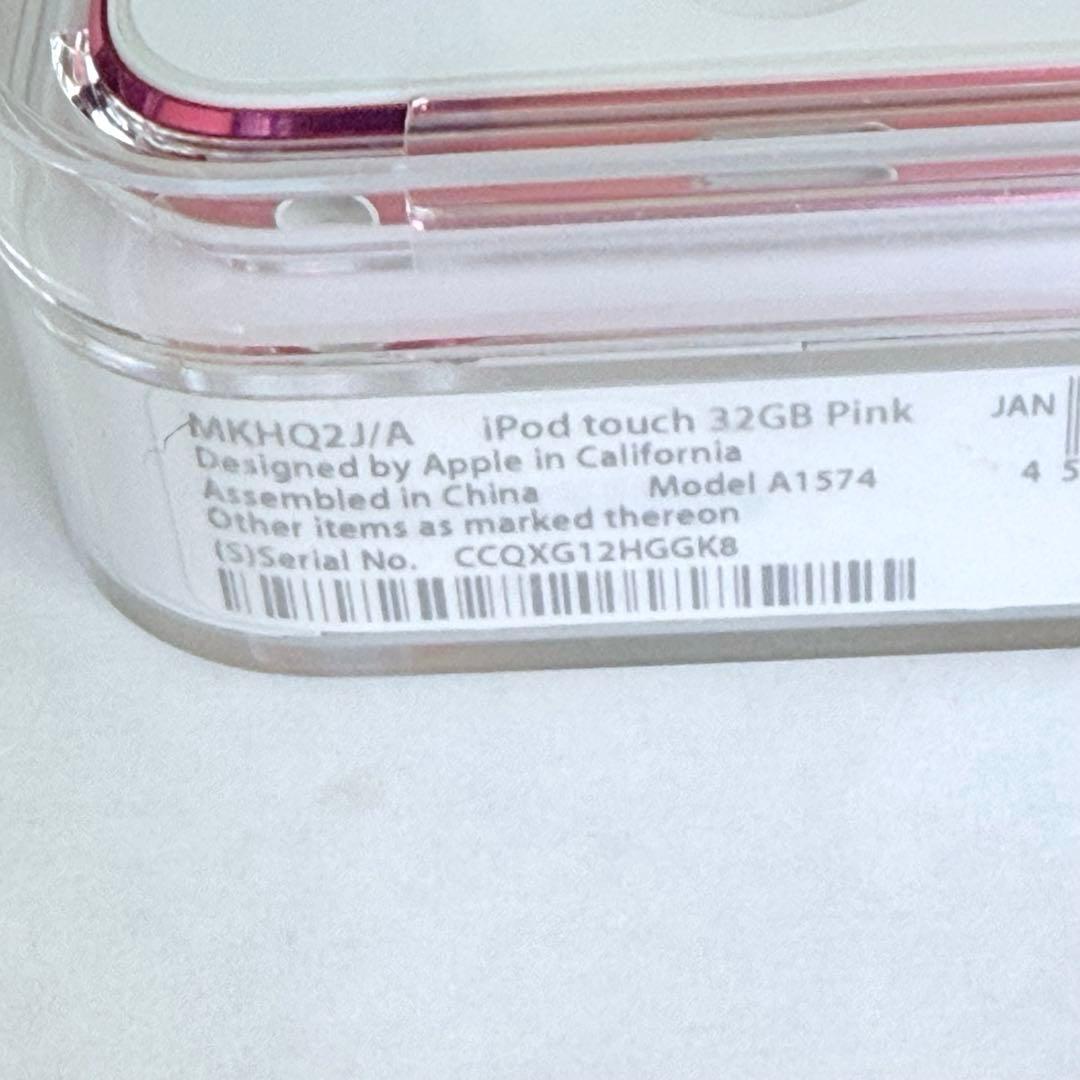 MKHQ2J/A iPod touch 32GB Pink JAN
Designed by Apple in California
Assembled in China Model A1574 4 5
Other items as marked thereon
(S)Serial No. CCQXG12HGGK8